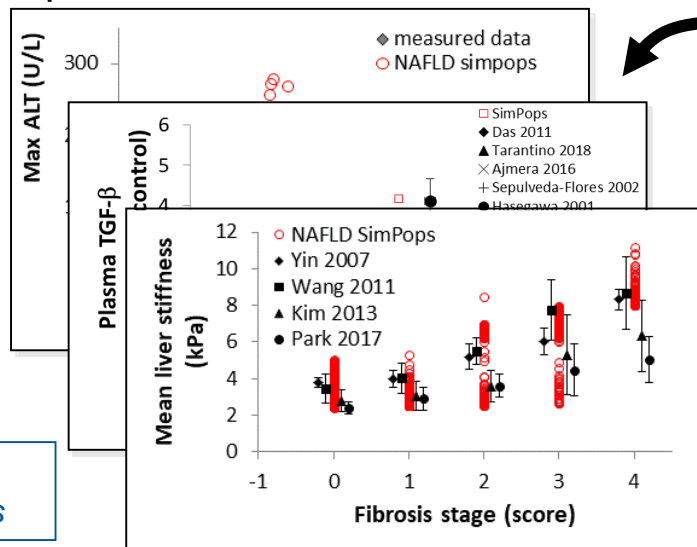 Max ALT (U/L)
300
measured data
NAFLD simpops
Plasma TGF-β
control)
6
5
4
SimPops
Das 2011
Tarantino 2018
Ajmera 2016
Sepulveda-Flores 2002
Hasegawa 2001
Mean liver stiffness
(kPa)
12
10
8
6
4
2
0
NAFLD SimPops
Yin 2007
Wang 2011
Kim 2013
Park 2017
-1 0 1 2 3 4
Fibrosis stage (score)